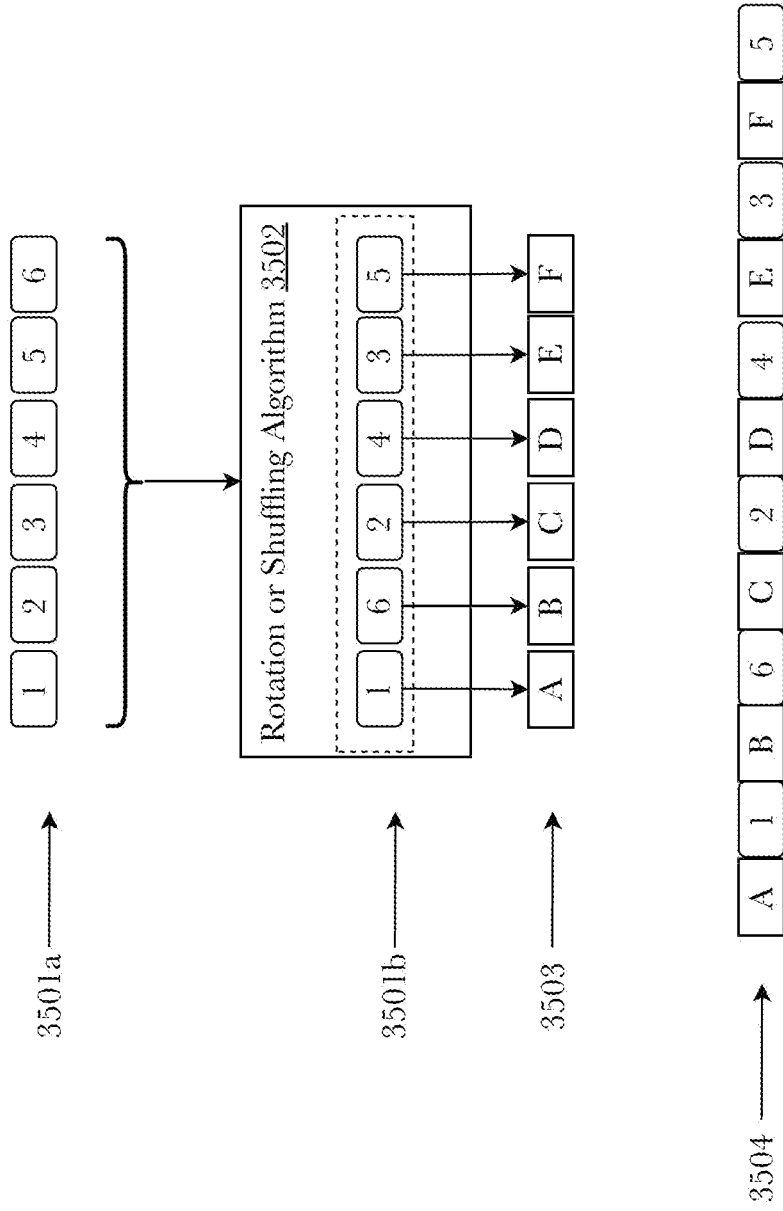 3501a 1 2 3 4 5 6
Rotation or Shuffling Algorithm 3502
3501b 1 6 2 4 3 5
3503 A B C D E F
3504 A 1 B 6 C 2 D 4 E 3 F 5